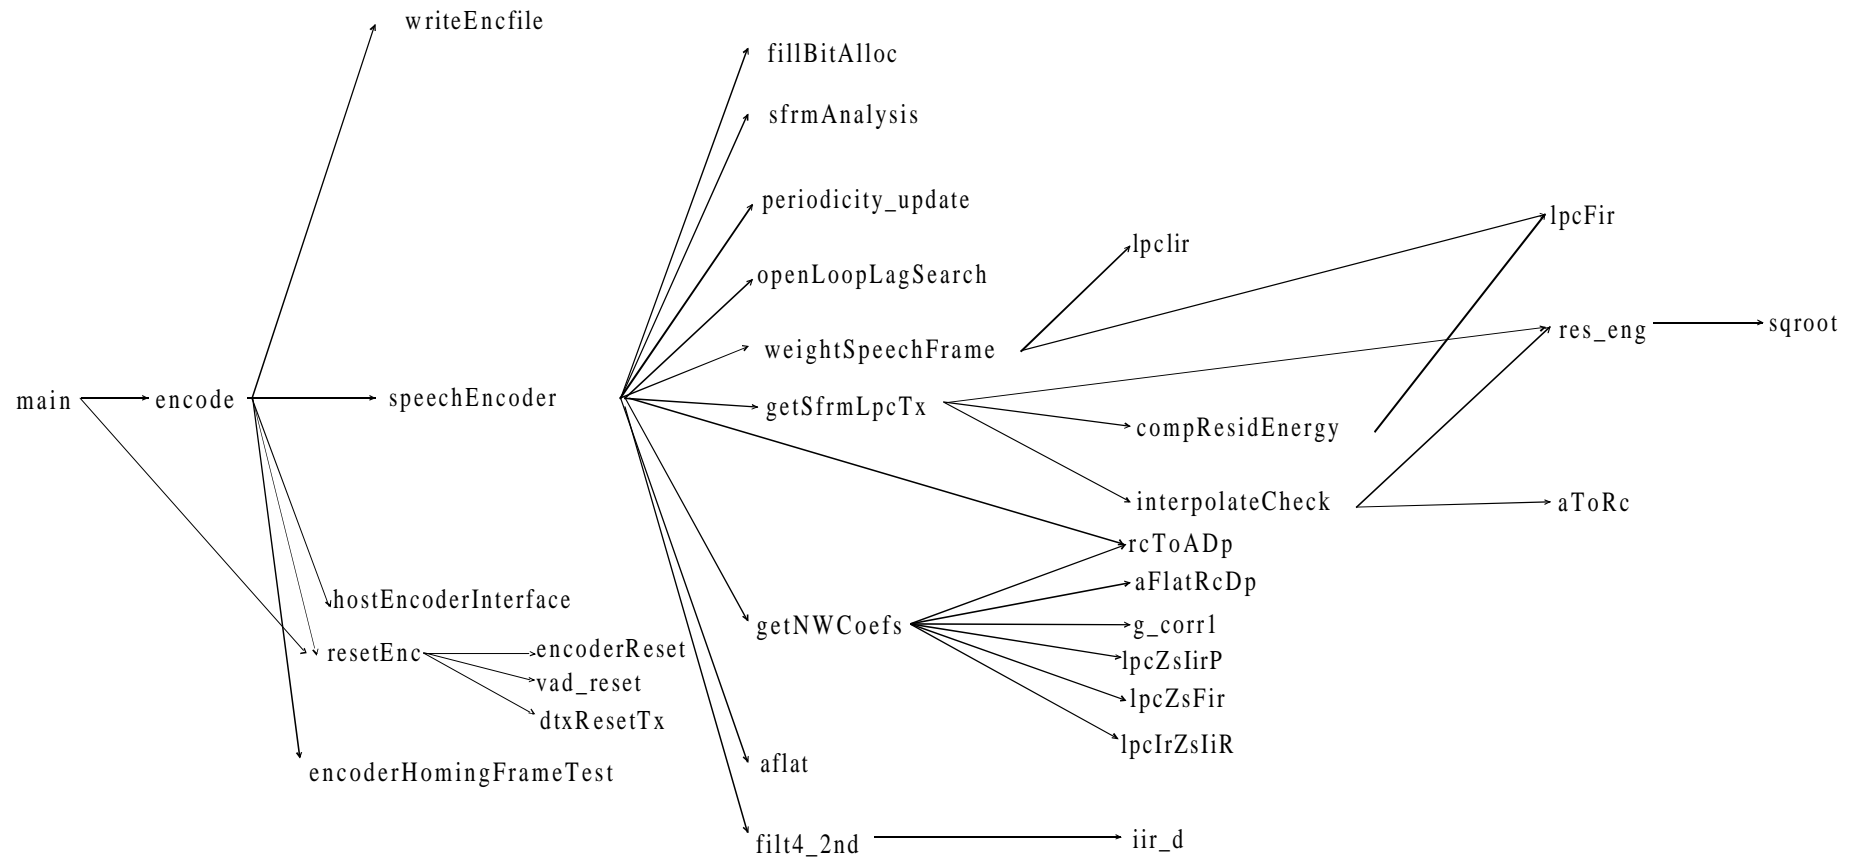 writeEncfile
fillBitAlloc
sfrmAnalysis
periodicity_update
lpcFir
lpclir
openLoopLagSearch
res_eng
sqroot
weightSpeechFrame
main
encode
speechEncoder
getSfrmLpcTx
compResidEnergy
interpolateCheck
aToRc
rcToADp
aFlatRcDp
hostEncoderInterface
getNWCoefs
g_corr1
resetEnc
encoderReset
lpcZsIirP
vad_reset
lpcZsFir
dtxResetTx
lpcIrZsIiR
encoderHomingFrameTest
aflat
filt4_2nd
iir_d